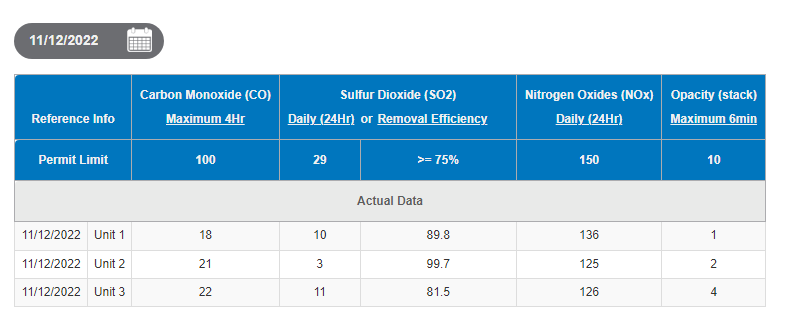 11/12/2022
Reference Info
Carbon Monoxide (CO)
Maximum 4Hr
Sulfur Dioxide (SO2)
Daily (24Hr) or Removal Efficiency
Nitrogen Oxides (NOx)
Daily (24Hr)
Opacity (stack)
Maximum 6min
Permit Limit 100 29 >= 75% 150 10
Actual Data
11/12/2022 Unit 1 18 10 89.8 136 1
11/12/2022 Unit 2 21 3 99.7 125 2
11/12/2022 Unit 3 22 11 81.5 126 4